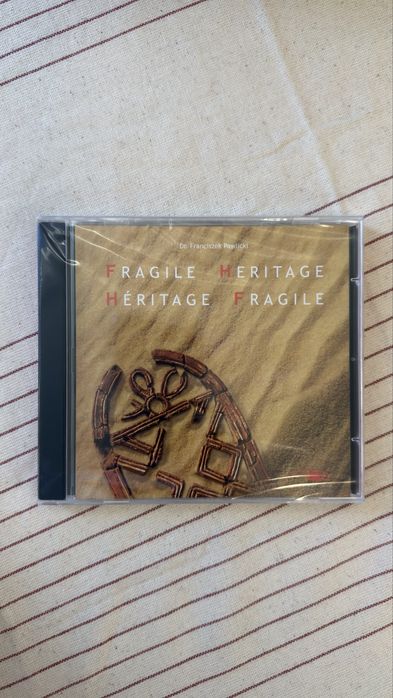 Dr. Franciszek Pawlicki
FRAGILE HERITAGE
HÉRITAGE FRAGILE